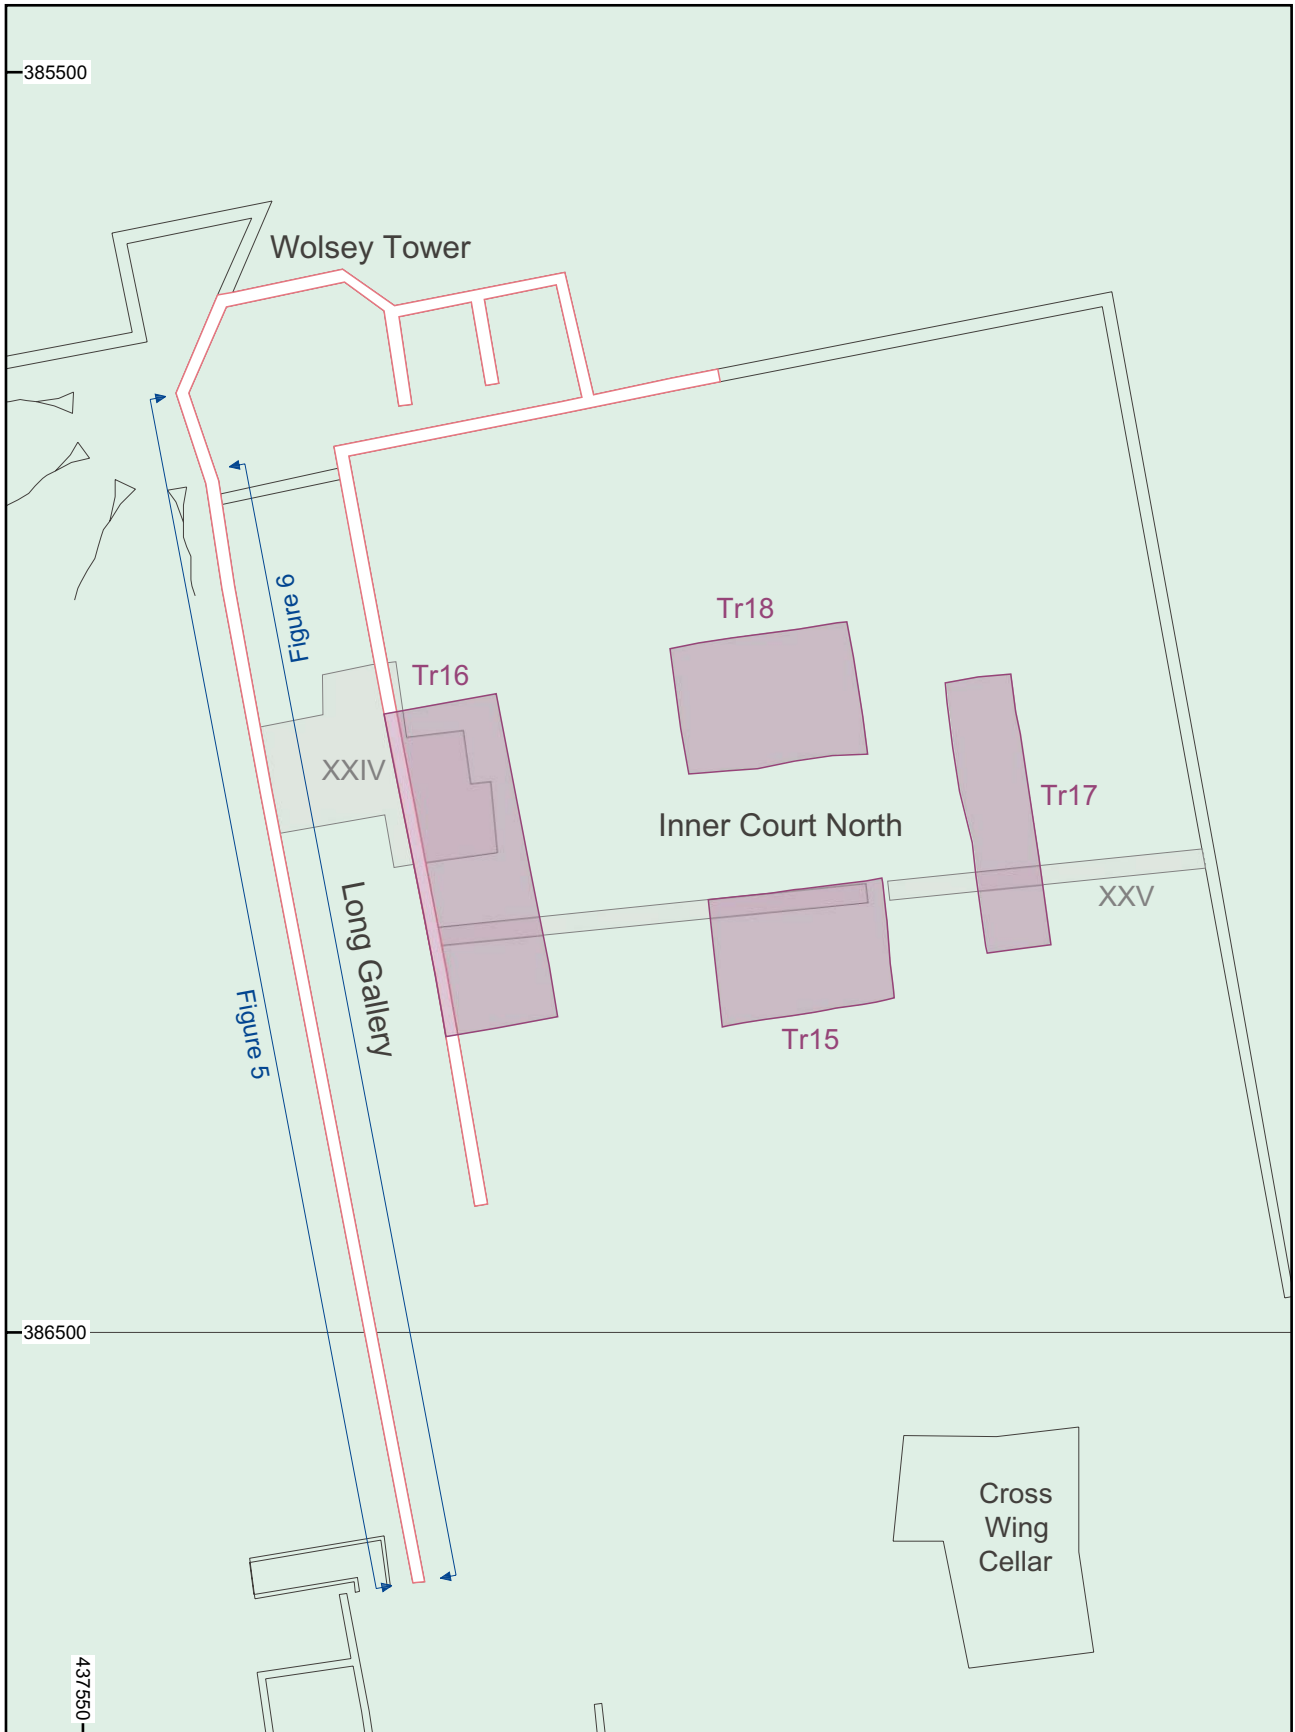 385500
Wolsey Tower
Figure 6
Tr18
Tr16
XXIV
Tr17
Inner Court North
XXV
Long Gallery
Figure 5
Tr15
386500
Cross
Wing
Cellar
437550